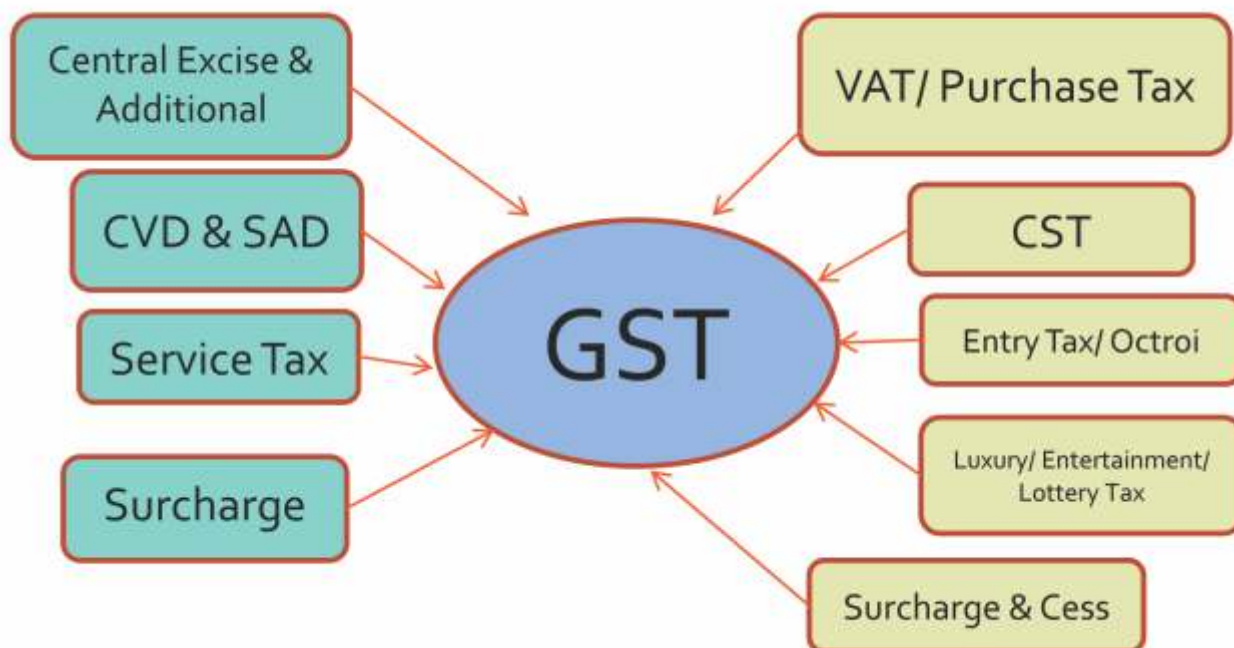 Central Excise &
Additional
CVD & SAD
Service Tax
Surcharge
GST
VAT/ Purchase Tax
CST
Entry Tax/ Octroi
Luxury/ Entertainment/
Lottery Tax
Surcharge & Cess